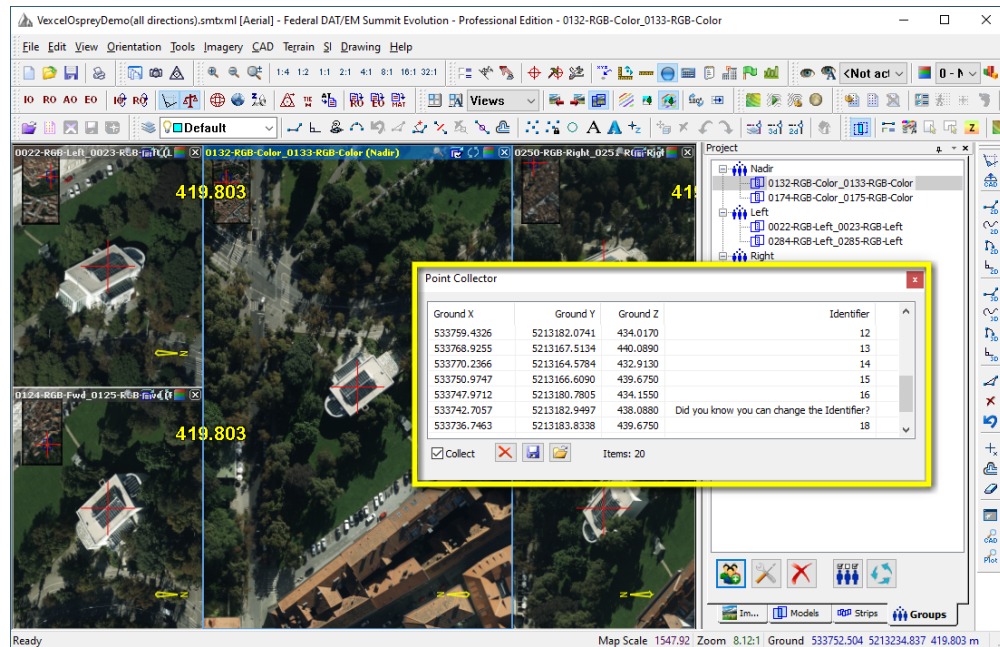 VexcelOspreyDemo(all directions).smtxml [Aerial] - Federal DAT/EM Summit Evolution - Professional Edition - 0132-RGB-Color_0133-RGB-Color
File Edit View Orientation Tools Imagery CAD Terrain SI Drawing Help
1:4 1:2 1:1 2:1 4:1 8:1 16:1 32:1 <Not act 0 - N
IO RO AO EO Views
Default
0022-RGB-Left_0023-RGB-Left 0132-RGB-Color_0133-RGB-Color (Nadir) 0250-RGB-Right_0251-RGB-Right Project
419.803 41
Nadir
0132-RGB-Color_0133-RGB-Color
0174-RGB-Color_0175-RGB-Color
Left
0022-RGB-Left_0023-RGB-Left
0284-RGB-Left_0285-RGB-Left
Right
Point Collector
Ground X Ground Y Ground Z Identifier
533759.4326 5213182.0741 434.0170 12
533768.9255 5213167.5134 440.0890 13
533770.2366 5213164.5784 432.9130 14
533750.9747 5213166.6090 439.6750 15
533747.9712 5213180.7805 434.1550 16
533742.7057 5213182.9497 438.0880 Did you know you can change the Identifier?
533736.7463 5213183.8338 439.6750 18
Collect Items: 20
0124-RGB-Fwd_0125-RGB-Fwd
419.803
Im... Models Strips Groups
Ready Map Scale 1547.92 Zoom 8.12:1 Ground 533752.504 5213234.837 419.803 m